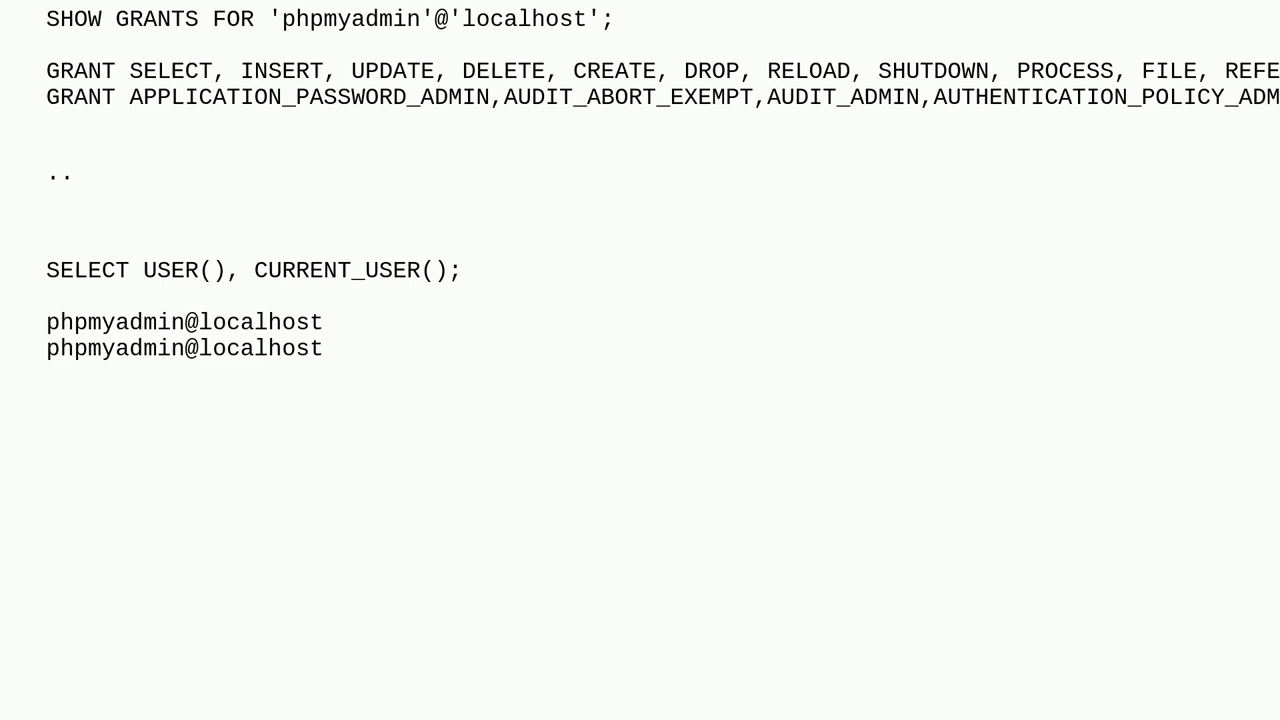 SHOW GRANTS FOR 'phpmyadmin'@'localhost';
GRANT SELECT, INSERT, UPDATE, DELETE, CREATE, DROP, RELOAD, SHUTDOWN, PROCESS, FILE, REFE
GRANT APPLICATION_PASSWORD_ADMIN,AUDIT_ABORT_EXEMPT,AUDIT_ADMIN,AUTHENTICATION_POLICY_ADM
..
SELECT USER(), CURRENT_USER();
phpmyadmin@localhost
phpmyadmin@localhost